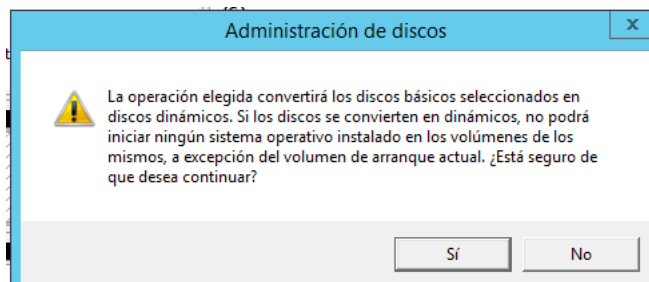 Administración de discos
x
La operación elegida convertirá los discos básicos seleccionados en
discos dinámicos. Si los discos se convierten en dinámicos, no podrá
iniciar ningún sistema operativo instalado en los volúmenes de los
mismos, a excepción del volumen de arranque actual. ¿Está seguro de
que desea continuar?
Sí No